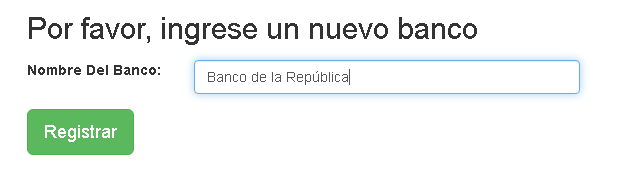 Por favor, ingrese un nuevo banco
Nombre Del Banco: Banco de la República
Registrar